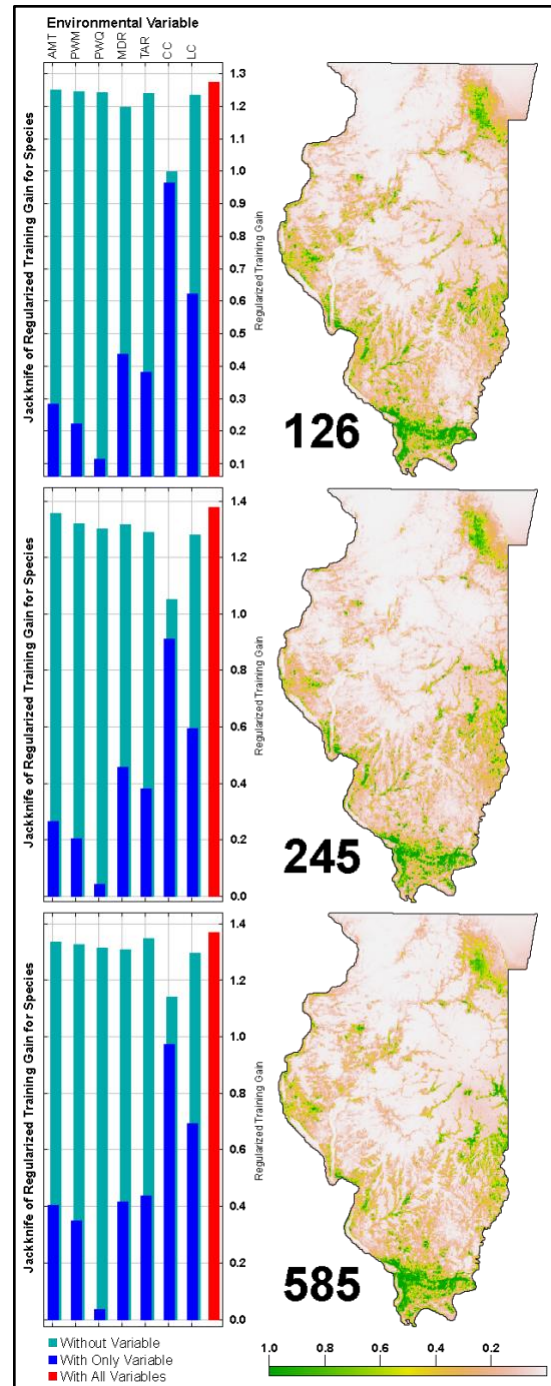 Environmental Variable
AMT
PWM
PWQ
MDR
TAR
CC
LC
Jackknife of Regularized Training Gain for Species
1.3
1.2
1.1
1.0
0.9
0.8
0.7
0.6
0.5
0.4
0.3
0.2
0.1
Regularized Training Gain
126
Jackknife of Regularized Training Gain for Species
1.4
1.2
1.0
0.8
0.6
0.4
0.2
0.0
Regularized Training Gain
245
Jackknife of Regularized Training Gain for Species
1.4
1.2
1.0
0.8
0.6
0.4
0.2
0.0
Regularized Training Gain
585
Without Variable
With Only Variable
With All Variables
1.0 0.8 0.6 0.4 0.2